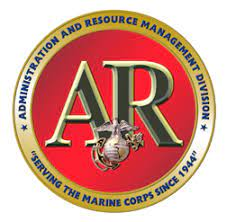 ADMINISTRATION AND RESOURCE MANAGEMENT DIVISION
AR
"SERVING THE MARINE CORPS SINCE 1944"